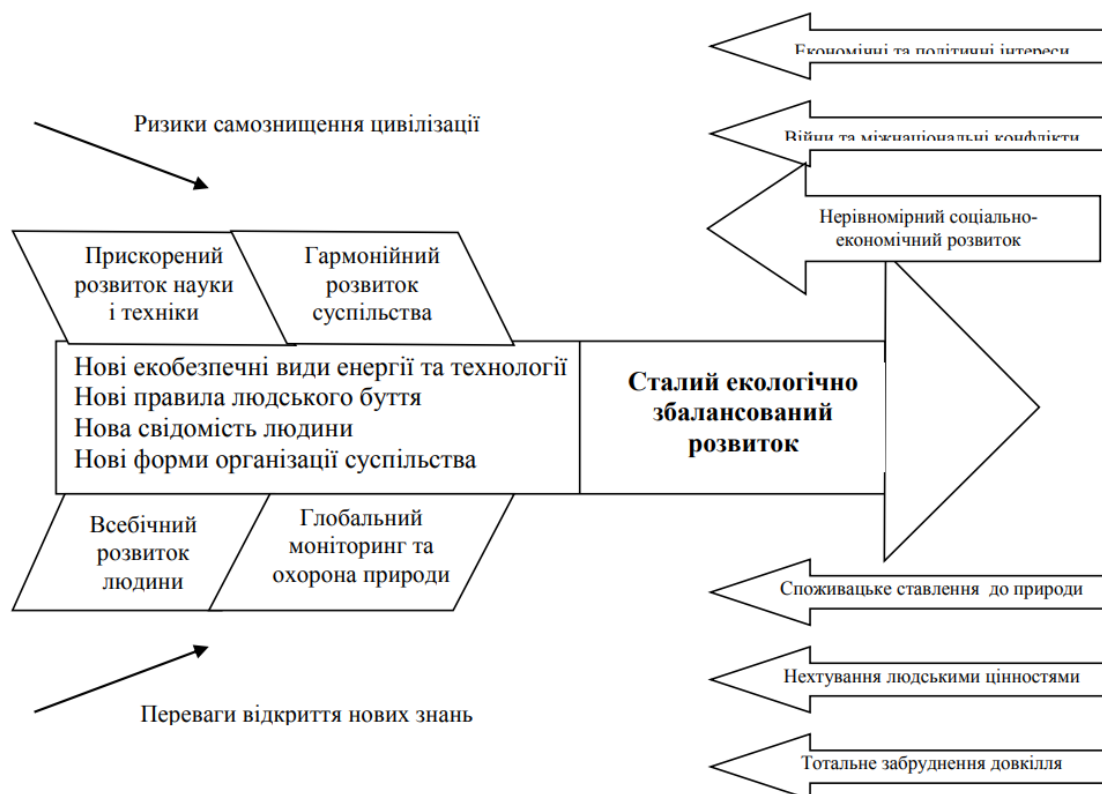 Економічні та політичні інтереси
Ризики самознищення цивілізації
Війни та міжнаціональні конфлікти
Нерівномірний соціально-
економічний розвиток
Прискорений
розвиток науки
і техніки
Гармонійний
розвиток
суспільства
Нові екобезпечні види енергії та технології
Нові правила людського буття
Нова свідомість людини
Нові форми організації суспільства
Сталий екологічно
збалансований
розвиток
Всебічний
розвиток
людини
Глобальний
моніторинг та
охорона природи
Споживацьке ставлення до природи
Нехтування людськими цінностями
Переваги відкриття нових знань
Тотальне забруднення довкілля